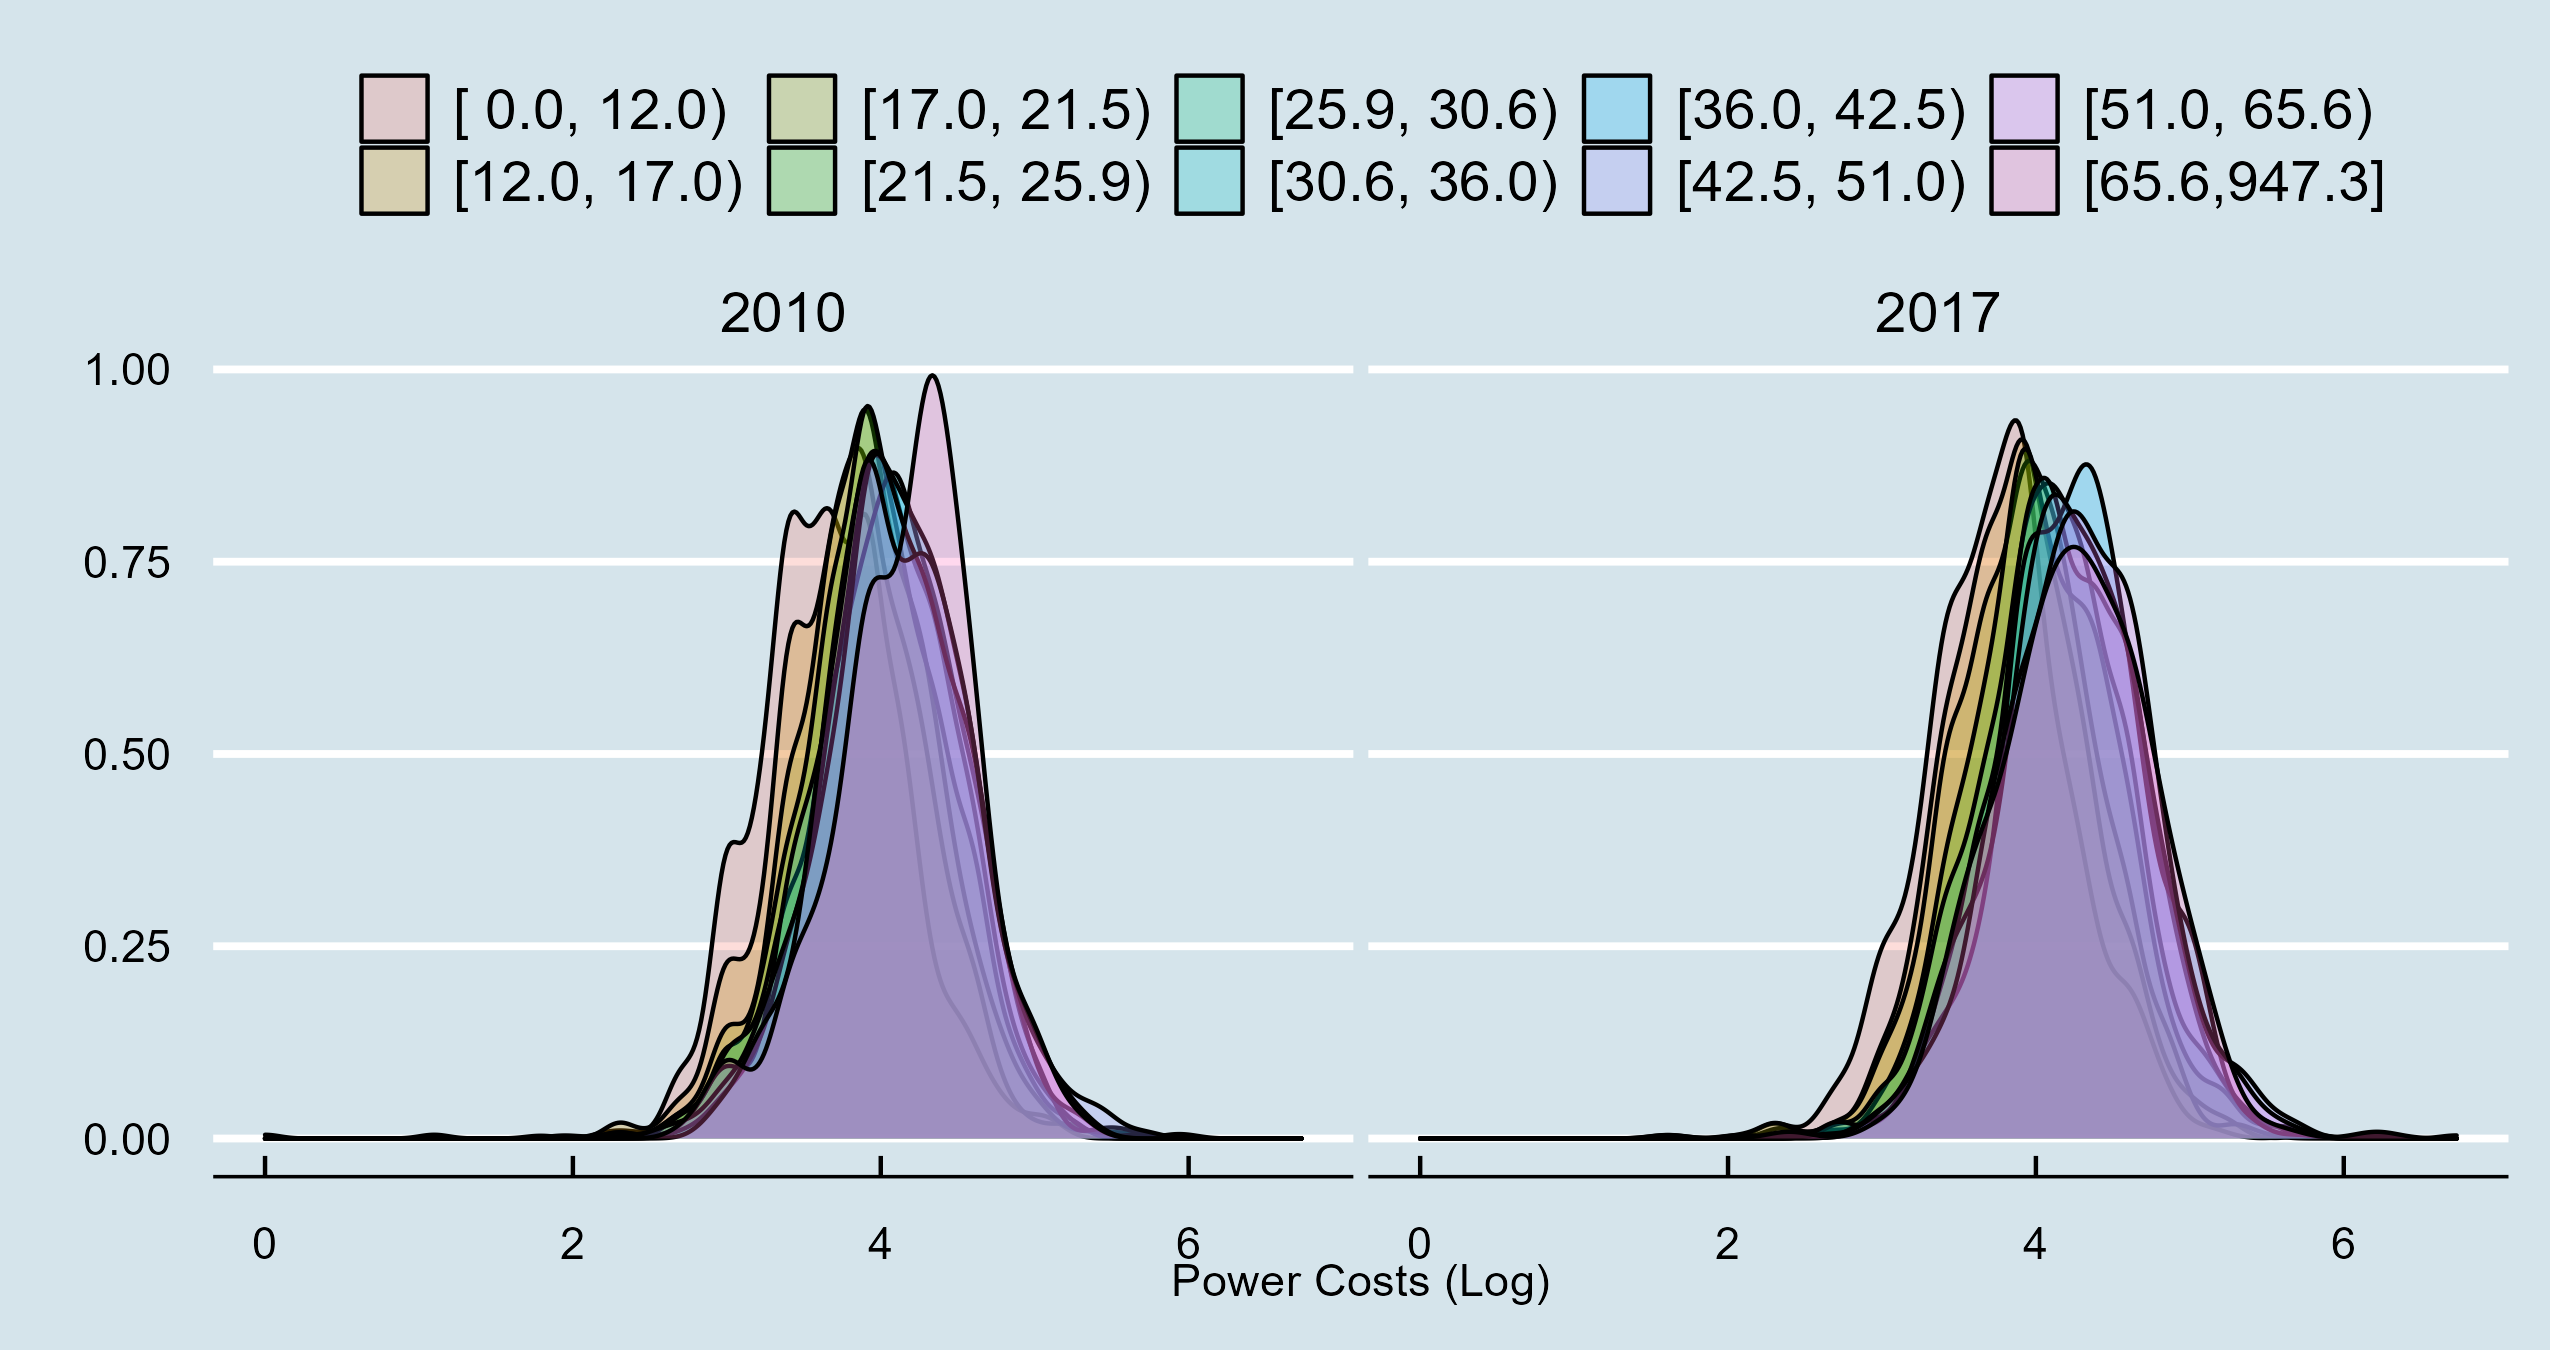 [ 0.0, 12.0) [17.0, 21.5) [25.9, 30.6) [36.0, 42.5) [51.0, 65.6)
[12.0, 17.0) [21.5, 25.9) [30.6, 36.0) [42.5, 51.0) [65.6,947.3]
2010 2017
1.00
0.75
0.50
0.25
0.00
0 2 4 6 0 2 4 6
Power Costs (Log)